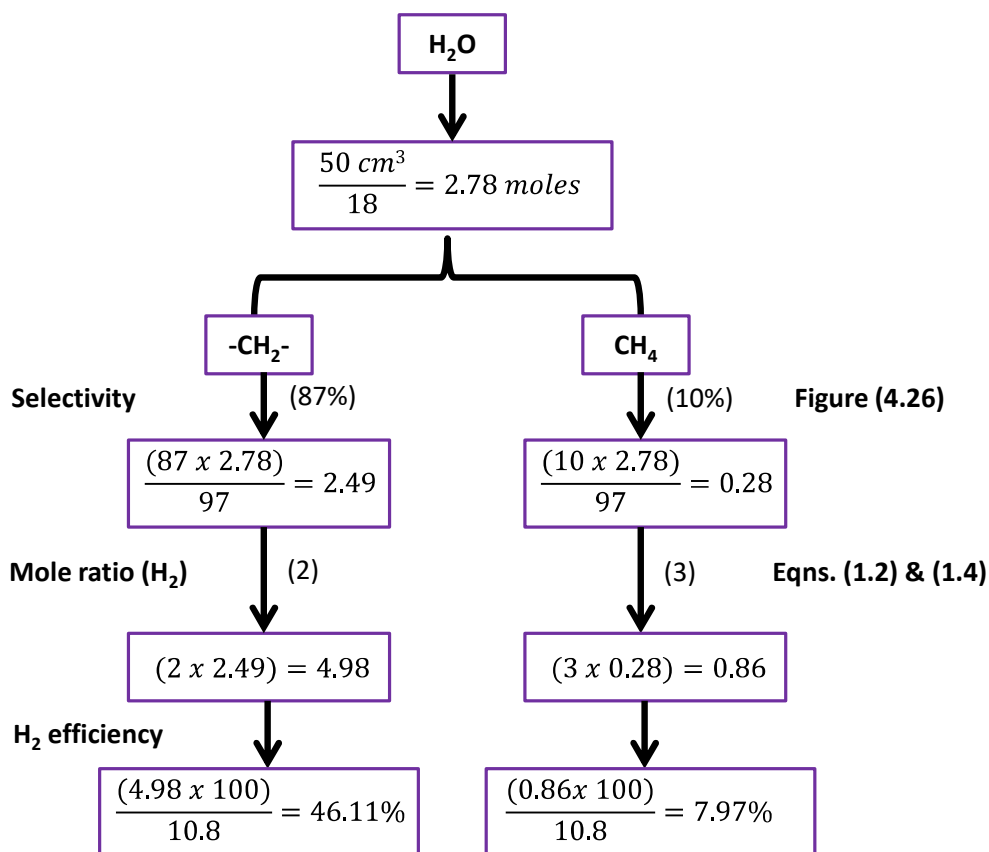 H₂O
50 cm³ / 18 = 2.78 moles
-CH₂- CH₄
Selectivity (87%) (10%) Figure (4.26)
(87 x 2.78) / 97 = 2.49 (10 x 2.78) / 97 = 0.28
Mole ratio (H₂) (2) (3) Eqns. (1.2) & (1.4)
(2 x 2.49) = 4.98 (3 x 0.28) = 0.86
H₂ efficiency
(4.98 x 100) / 10.8 = 46.11% (0.86x 100) / 10.8 = 7.97%